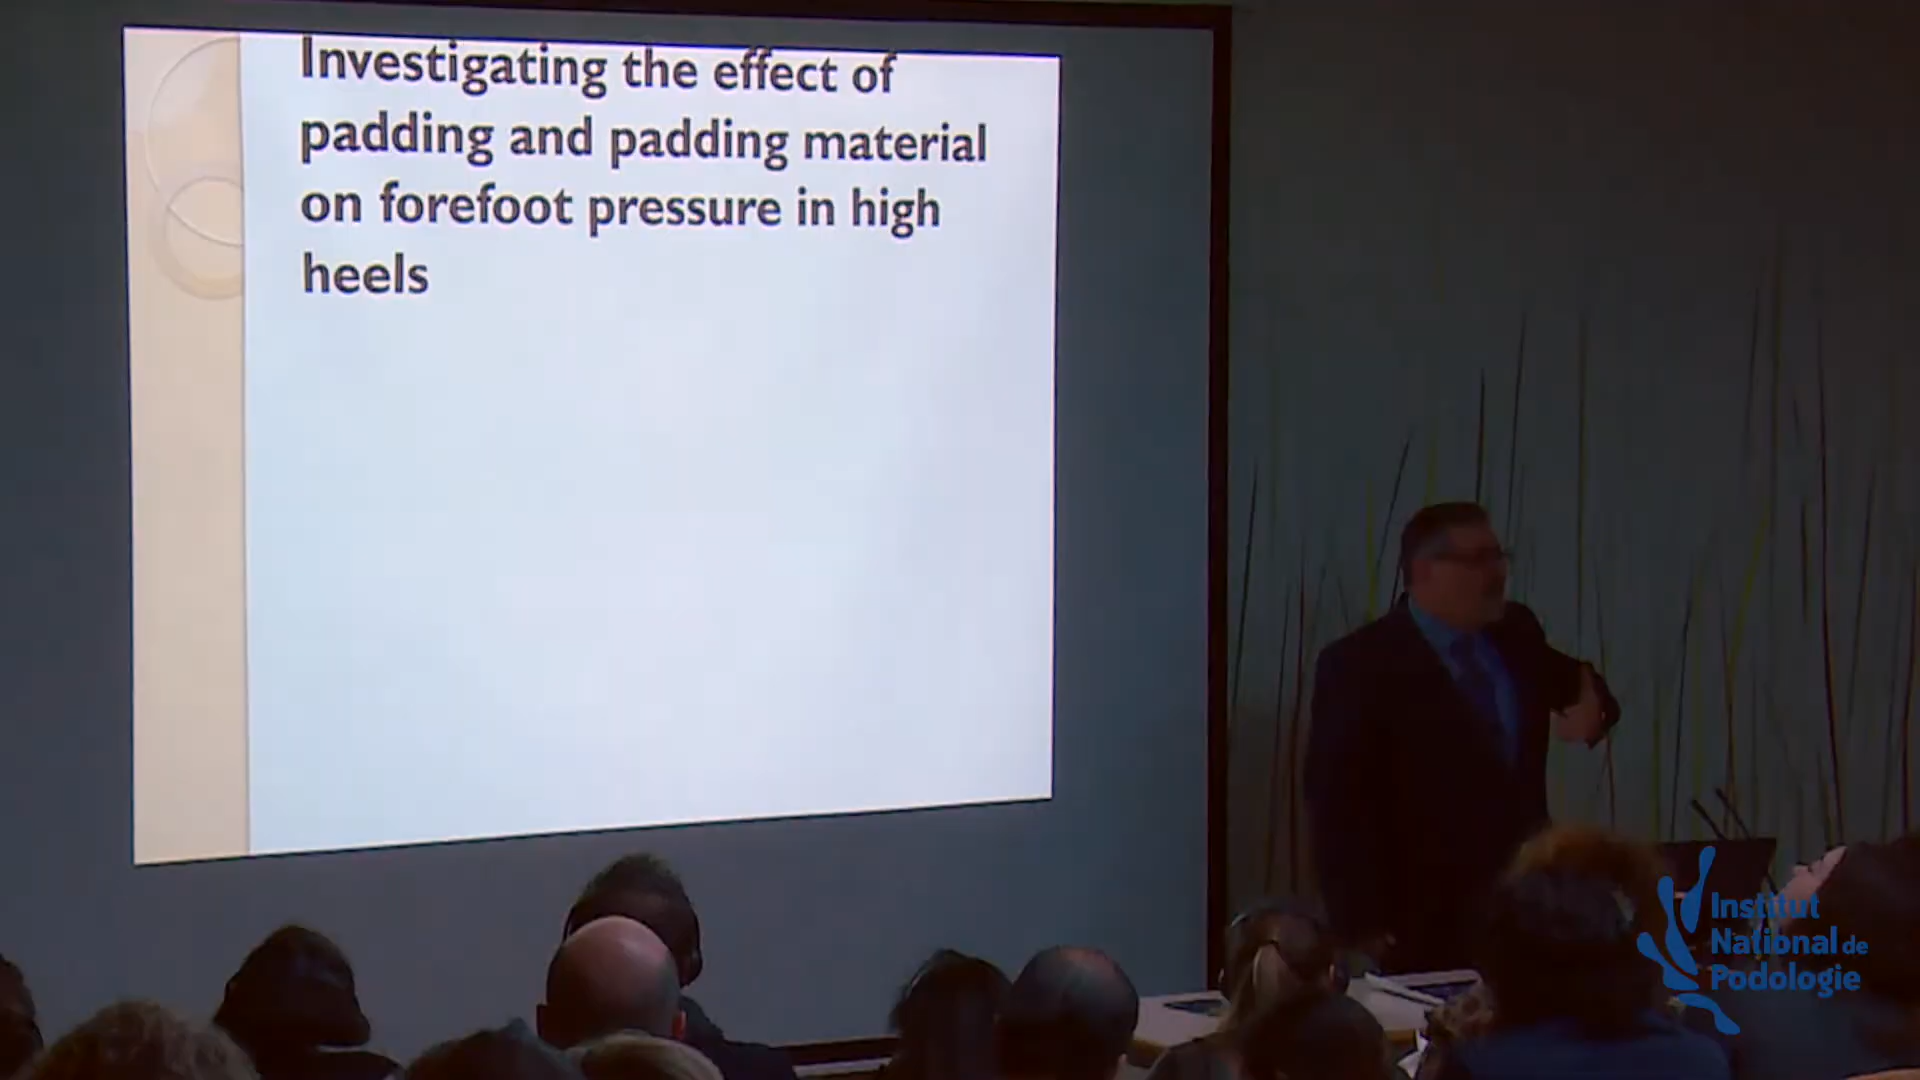 Investigating the effect of
padding and padding material
on forefoot pressure in high
heels
Institut
National de
Podologie